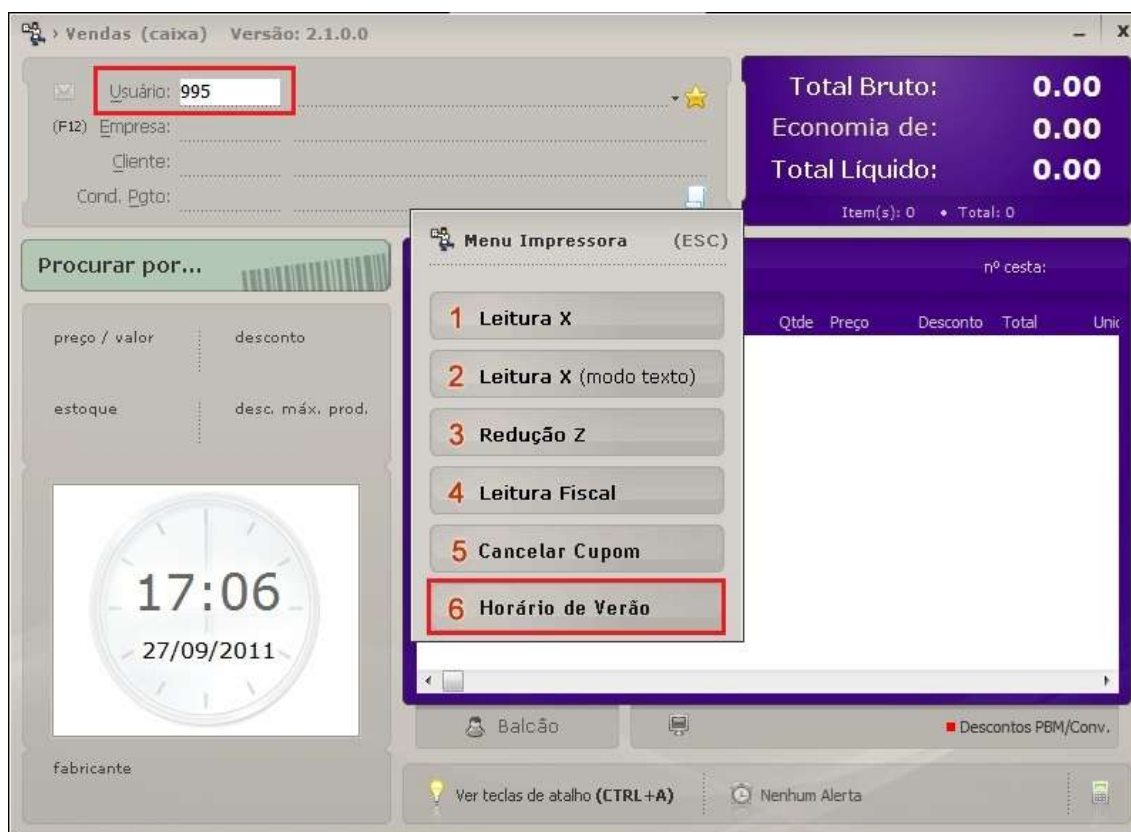 › Vendas (caixa) Versão: 2.1.0.0
– x
Usuário: 995
(F12) Empresa:
Cliente:
Cond. Pgto:
Total Bruto: 0.00
Economia de: 0.00
Total Líquido: 0.00
Item(s): 0 • Total: 0
Procurar por...
preço / valor desconto
estoque desc. máx. prod.
17:06
27/09/2011
fabricante
Menu Impressora (ESC)
1 Leitura X
2 Leitura X (modo texto)
3 Redução Z
4 Leitura Fiscal
5 Cancelar Cupom
6 Horário de Verão
nº cesta:
Qtde Preço Desconto Total Unic
Balcão
Descontos PBM/Conv.
Ver teclas de atalho (CTRL+A)
Nenhum Alerta